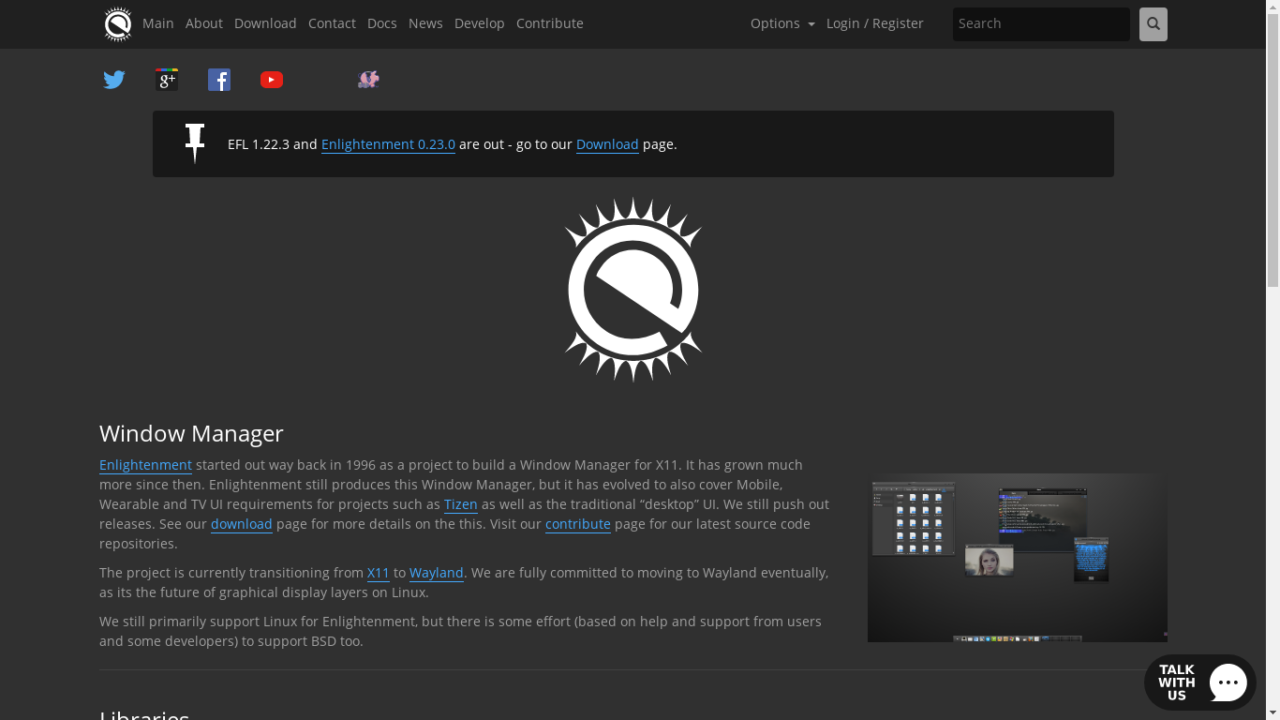 Main About Download Contact Docs News Develop Contribute Options Login / Register Search
g+ f
EFL 1.22.3 and Enlightenment 0.23.0 are out - go to our Download page.
Window Manager
Enlightenment started out way back in 1996 as a project to build a Window Manager for X11. It has grown much
more since then. Enlightenment still produces this Window Manager, but it has evolved to also cover Mobile,
Wearable and TV UI requirements for projects such as Tizen as well as the traditional “desktop” UI. We still push out
releases. See our download page for more details on the this. Visit our contribute page for our latest source code
repositories.
The project is currently transitioning from X11 to Wayland. We are fully committed to moving to Wayland eventually,
as its the future of graphical display layers on Linux.
We still primarily support Linux for Enlightenment, but there is some effort (based on help and support from users
and some developers) to support BSD too.
TALK
WITH
US
Libraries